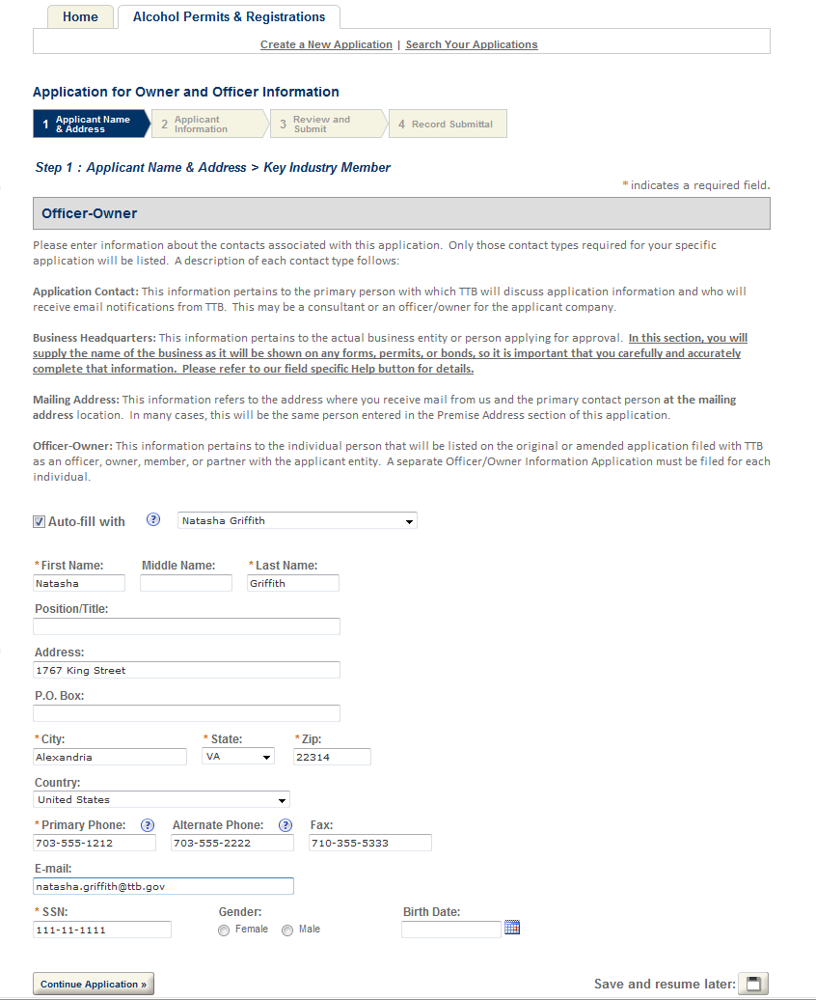 Home
Alcohol Permits & Registrations
Create a New Application | Search Your Applications
Application for Owner and Officer Information
1 Applicant Name & Address
2 Applicant Information
3 Review and Submit
4 Record Submittal
Step 1 : Applicant Name & Address > Key Industry Member
* indicates a required field.
Officer-Owner
Please enter information about the contacts associated with this application. Only those contact types required for your specific
application will be listed. A description of each contact type follows:
Application Contact: This information pertains to the primary person with which TTB will discuss application information and who will
receive email notifications from TTB. This may be a consultant or an officer/owner for the applicant company.
Business Headquarters: This information pertains to the actual business entity or person applying for approval. In this section, you will
supply the name of the business as it will be shown on any forms, permits, or bonds, so it is important that you carefully and accurately
complete that information. Please refer to our field specific Help button for details.
Mailing Address: This information refers to the address where you receive mail from us and the primary contact person at the mailing
address location. In many cases, this will be the same person entered in the Premise Address section of this application.
Officer-Owner: This information pertains to the individual person that will be listed on the original or amended application filed with TTB
as an officer, owner, member, or partner with the applicant entity. A separate Officer/Owner Information Application must be filed for each
individual.
Auto-fill with ? Natasha Griffith
* First Name: Middle Name: * Last Name:
Natasha Griffith
Position/Title:
Address:
1767 King Street
P.O. Box:
* City: * State: * Zip:
Alexandria VA 22314
Country:
United States
* Primary Phone: ? Alternate Phone: ? Fax:
703-555-1212 703-555-2222 710-355-5333
E-mail:
natasha.griffith@ttb.gov
* SSN: Gender: Birth Date:
111-11-1111 Female Male
Continue Application » Save and resume later: